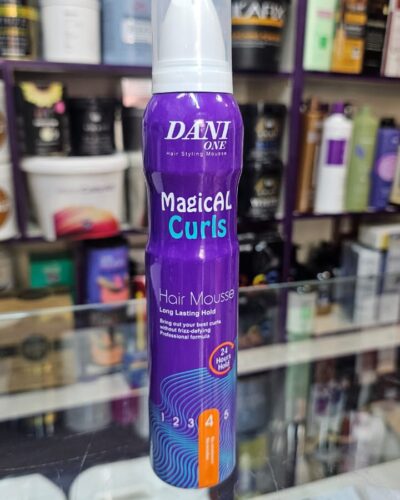 DANI
ONE
Hair Styling Mousse
MagicAL
Curls
Hair Mousse
Long Lasting Hold
Bring out your best curls
without frizz-defying
Professional formula
24
Hours
Hold
1 2 3 4 5